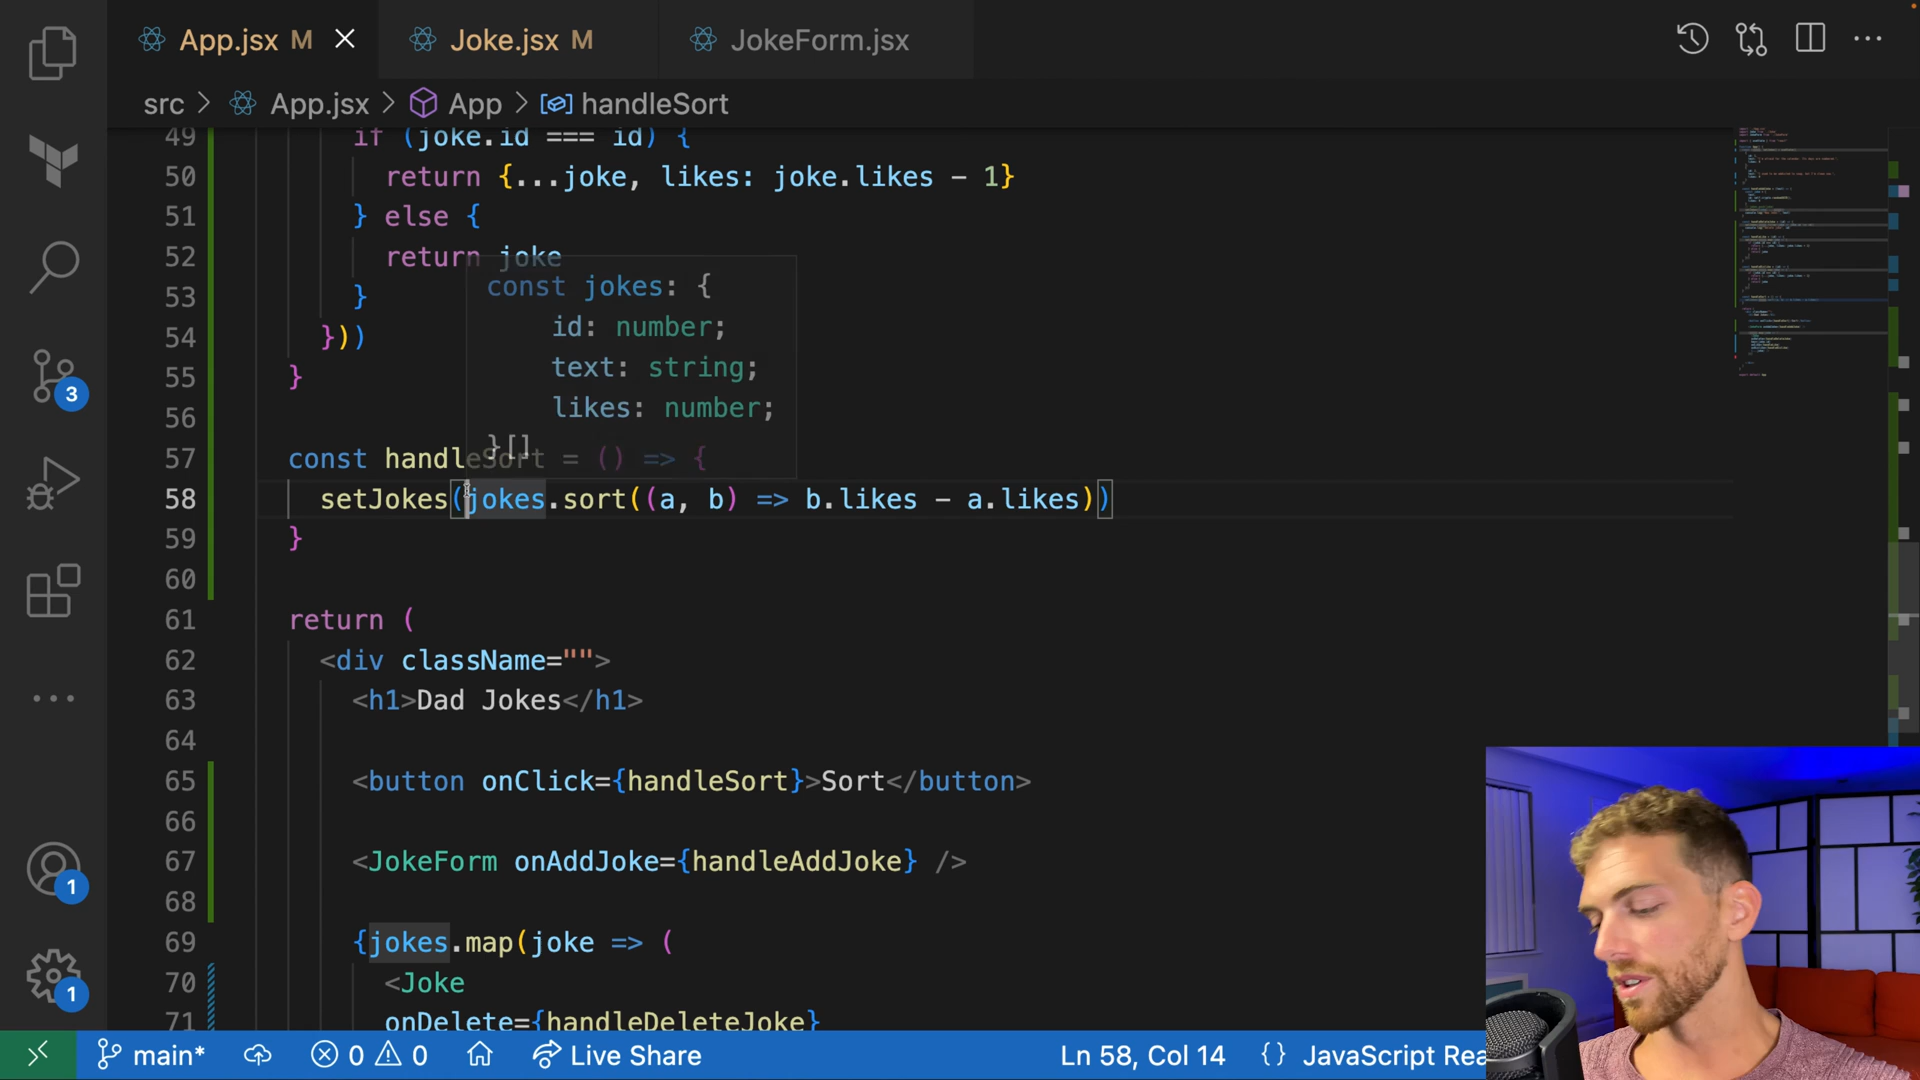 App.jsx M
Joke.jsx M
JokeForm.jsx
src > App.jsx > App > handleSort
49 if (joke.id === id) {
50 return {...joke, likes: joke.likes - 1}
51 } else {
52 return joke
53 }
54 }))
55 }
56
const jokes: {
id: number;
text: string;
likes: number;
}[]
57 const handleSort = () => {
58 setJokes(jokes.sort((a, b) => b.likes - a.likes))
59 }
60
61 return (
62 <div className="">
63 <h1>Dad Jokes</h1>
64
65 <button onClick={handleSort}>Sort</button>
66
67 <JokeForm onAddJoke={handleAddJoke} />
68
69 {jokes.map(joke => (
70 <Joke
71 onDelete={handleDeleteJoke}
3
1
1
main* 0 0 Live Share Ln 58, Col 14 {} JavaScript Rea